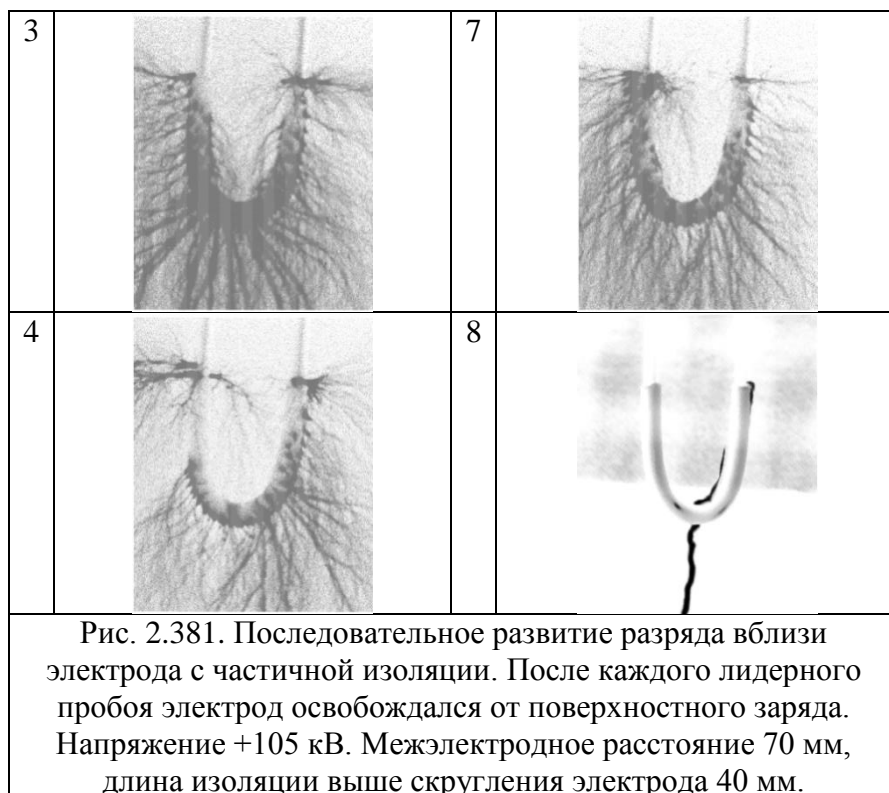 3
7
4
8
Рис. 2.381. Последовательное развитие разряда вблизи
электрода с частичной изоляции. После каждого лидерного
пробоя электрод освобождался от поверхностного заряда.
Напряжение +105 кВ. Межэлектродное расстояние 70 мм,
длина изоляции выше скругления электрода 40 мм.